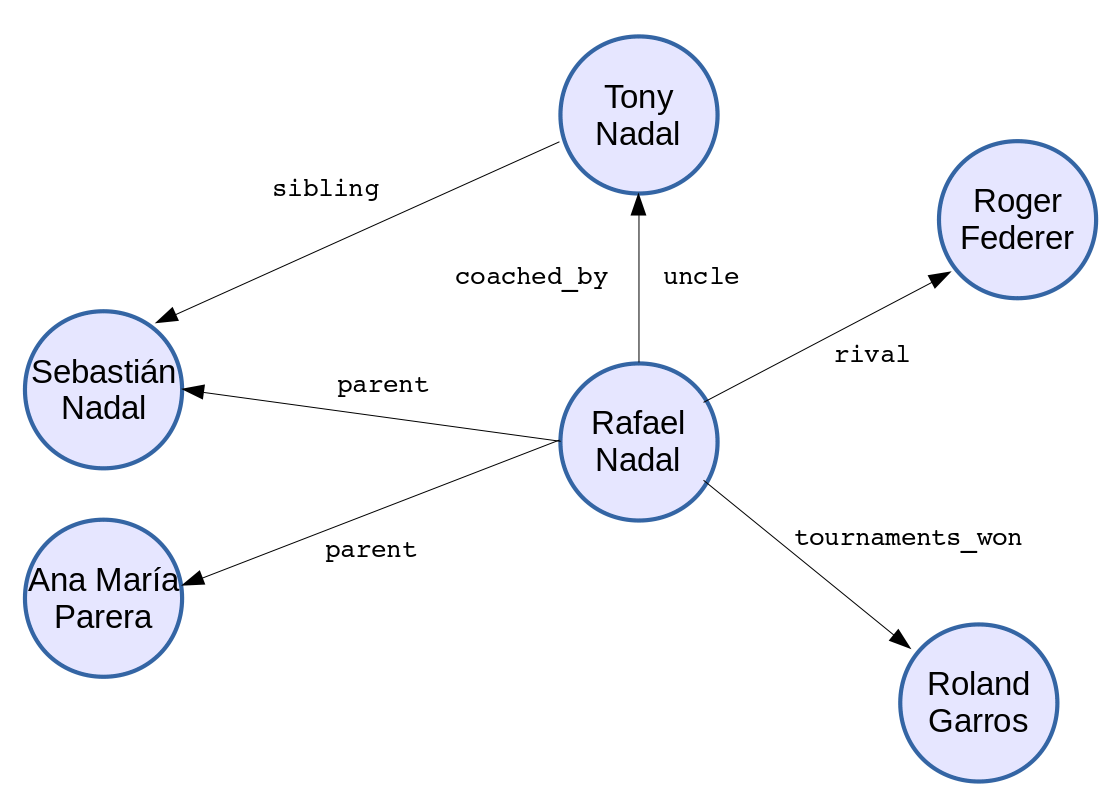 Tony
Nadal
Roger
Federer
sibling
coached_by
uncle
rival
Sebastián
Nadal
parent
Rafael
Nadal
tournaments_won
parent
Ana María
Parera
Roland
Garros